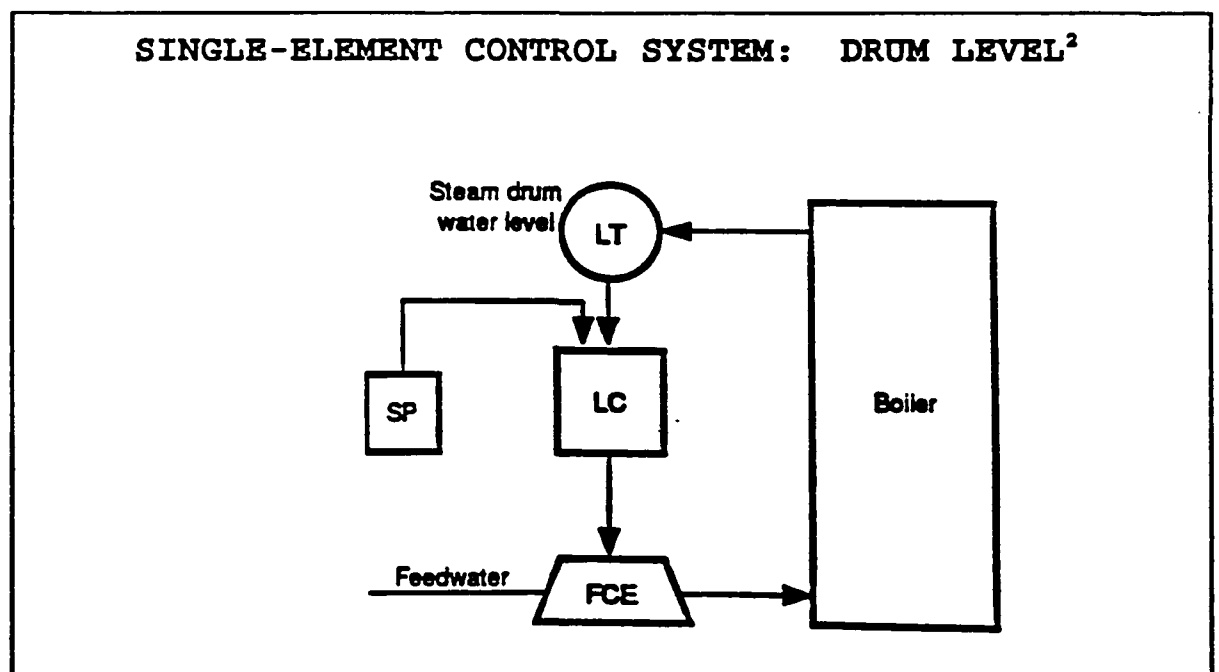 SINGLE-ELEMENT CONTROL SYSTEM: DRUM LEVEL²
Steam drum
water level
LT
SP
LC
Boiler
Feedwater
FCE